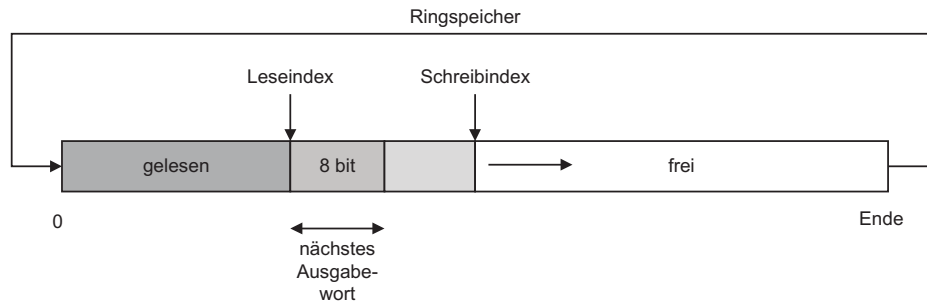 Ringspeicher
Leseindex
Schreibindex
gelesen
8 bit
frei
0
Ende
nächstes
Ausgabe-
wort